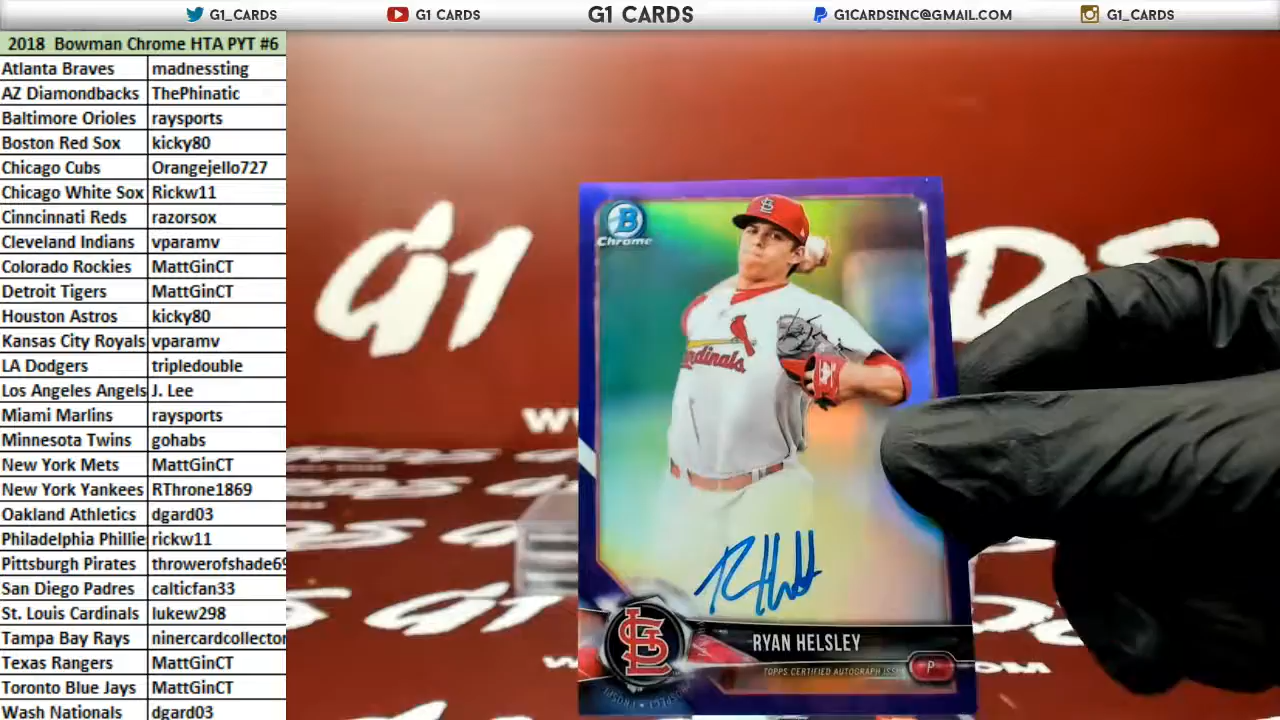 G1_CARDS
G1 CARDS
G1 CARDS
G1CARDSINC@GMAIL.COM
G1_CARDS
2018 Bowman Chrome HTA PYT #6
Atlanta Braves madnessting
AZ Diamondbacks ThePhinatic
Baltimore Orioles raysports
Boston Red Sox kicky80
Chicago Cubs Orangejello727
Chicago White Sox Rickw11
Cinncinnati Reds razorsox
Cleveland Indians vparamv
Colorado Rockies MattGinCT
Detroit Tigers MattGinCT
Houston Astros kicky80
Kansas City Royals vparamv
LA Dodgers tripledouble
Los Angeles Angels J. Lee
Miami Marlins raysports
Minnesota Twins gohabs
New York Mets MattGinCT
New York Yankees RThrone1869
Oakland Athletics dgard03
Philadelphia Phillie rickw11
Pittsburgh Pirates throwerofshade69
San Diego Padres calticfan33
St. Louis Cardinals lukew298
Tampa Bay Rays ninercardcollector
Texas Rangers MattGinCT
Toronto Blue Jays MattGinCT
Wash Nationals dgard03
G1
DS
B
Chrome
STL
Cardinals
STL
RYAN HELSLEY
TOPPS CERTIFIED AUTOGRAPH ISS
P